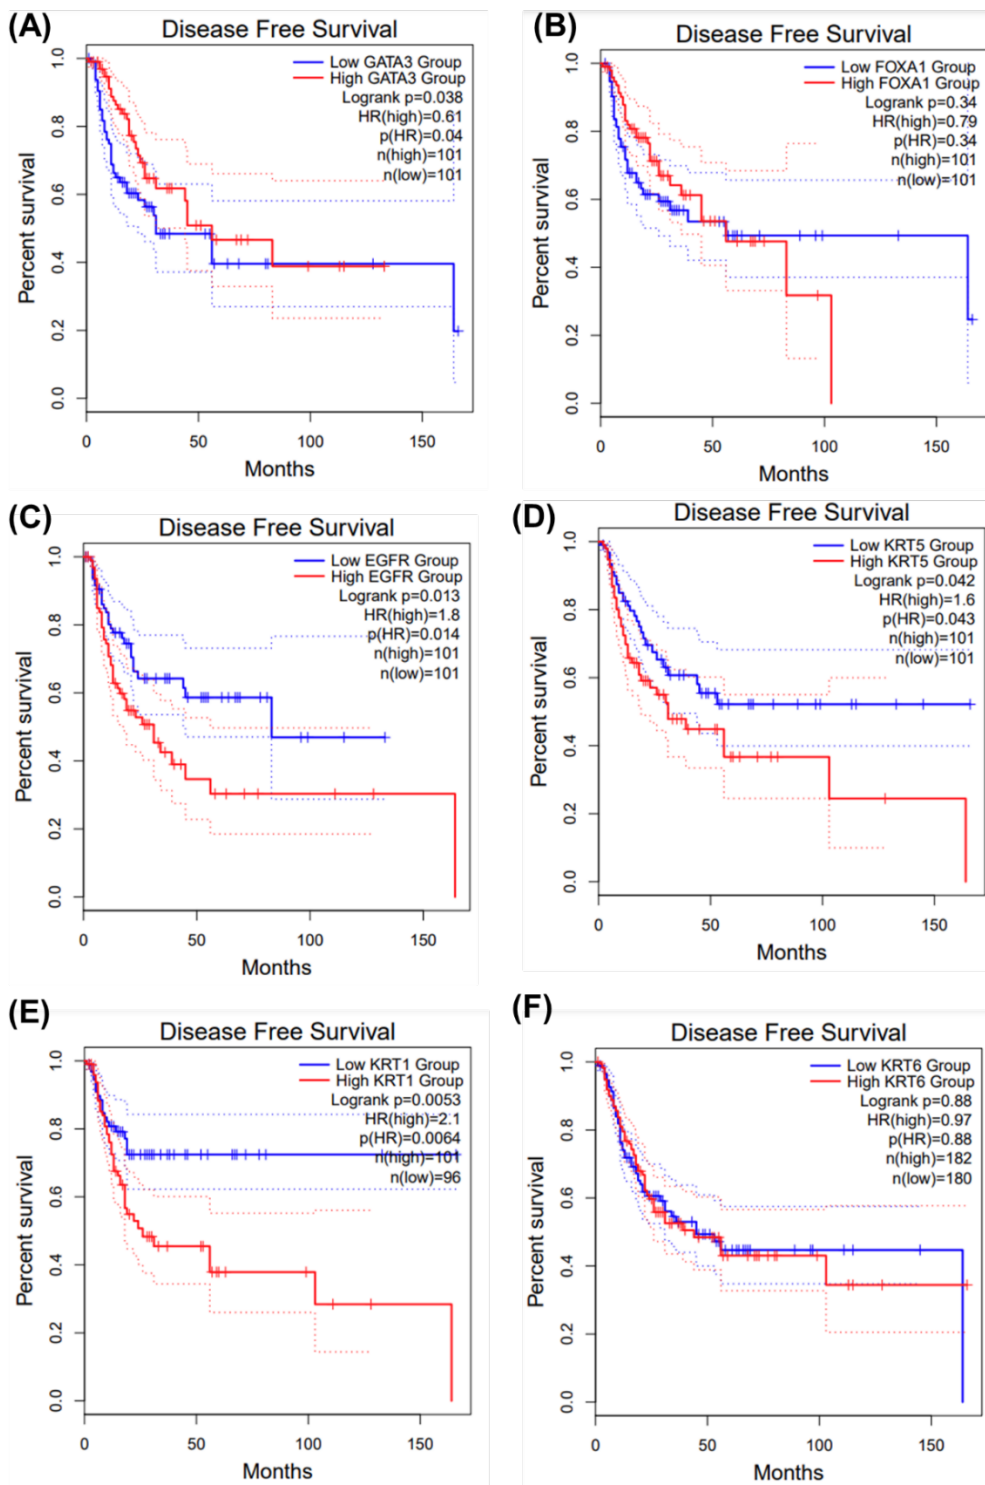 (A)
Disease Free Survival
Low GATA3 Group
High GATA3 Group
Logrank p=0.038
HR(high)=0.61
p(HR)=0.04
n(high)=101
n(low)=101
Percent survival
1.0
0.8
0.6
0.4
0.2
0.0
0 50 100 150
Months
(B)
Disease Free Survival
Low FOXA1 Group
High FOXA1 Group
Logrank p=0.34
HR(high)=0.79
p(HR)=0.34
n(high)=101
n(low)=101
Percent survival
1.0
0.8
0.6
0.4
0.2
0.0
0 50 100 150
Months
(C)
Disease Free Survival
Low EGFR Group
High EGFR Group
Logrank p=0.013
HR(high)=1.8
p(HR)=0.014
n(high)=101
n(low)=101
Percent survival
1.0
0.8
0.6
0.4
0.2
0.0
0 50 100 150
Months
(D)
Disease Free Survival
Low KRT5 Group
High KRT5 Group
Logrank p=0.042
HR(high)=1.6
p(HR)=0.043
n(high)=101
n(low)=101
Percent survival
1.0
0.8
0.6
0.4
0.2
0.0
0 50 100 150
Months
(E)
Disease Free Survival
Low KRT1 Group
High KRT1 Group
Logrank p=0.0053
HR(high)=2.1
p(HR)=0.0064
n(high)=101
n(low)=96
Percent survival
1.0
0.8
0.6
0.4
0.2
0.0
0 50 100 150
Months
(F)
Disease Free Survival
Low KRT6 Group
High KRT6 Group
Logrank p=0.88
HR(high)=0.97
p(HR)=0.88
n(high)=182
n(low)=180
Percent survival
1.0
0.8
0.6
0.4
0.2
0.0
0 50 100 150
Months